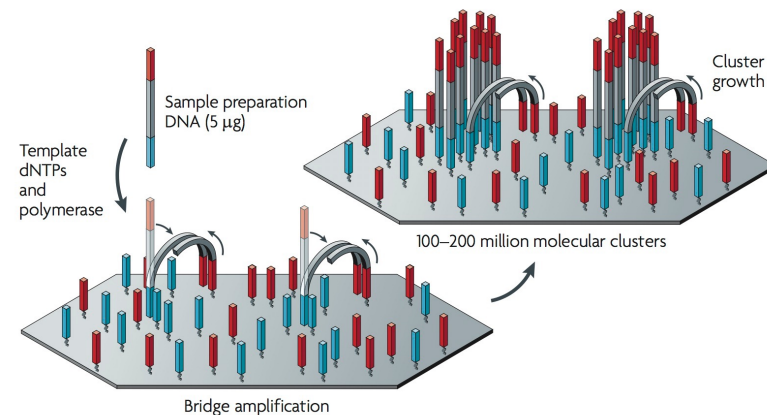 Sample preparation
DNA (5 μg)
Template
dNTPs
and
polymerase
Bridge amplification
Cluster
growth
100–200 million molecular clusters